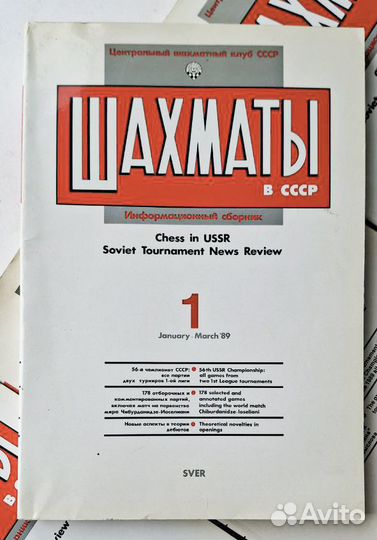 Центральный шахматный клуб СССР
ШАХМАТЫ
В СССР
Информационный сборник
Chess in USSR
Soviet Tournament News Review
1
January-March'89
56-й чемпионат СССР:
все партии
двух турниров 1-ой лиги
56th USSR Championship:
all games from
two 1st League tournaments
178 отборочных и
комментированных партий,
включая матч на первенство
мира Чибурданидзе-Иоселиани
178 selected and
annotated games
including the world match
Chiburdanidze-Ioseliani
Новые аспекты в теории
дебютов
Theoretical novelties in
openings
SVER
Avito